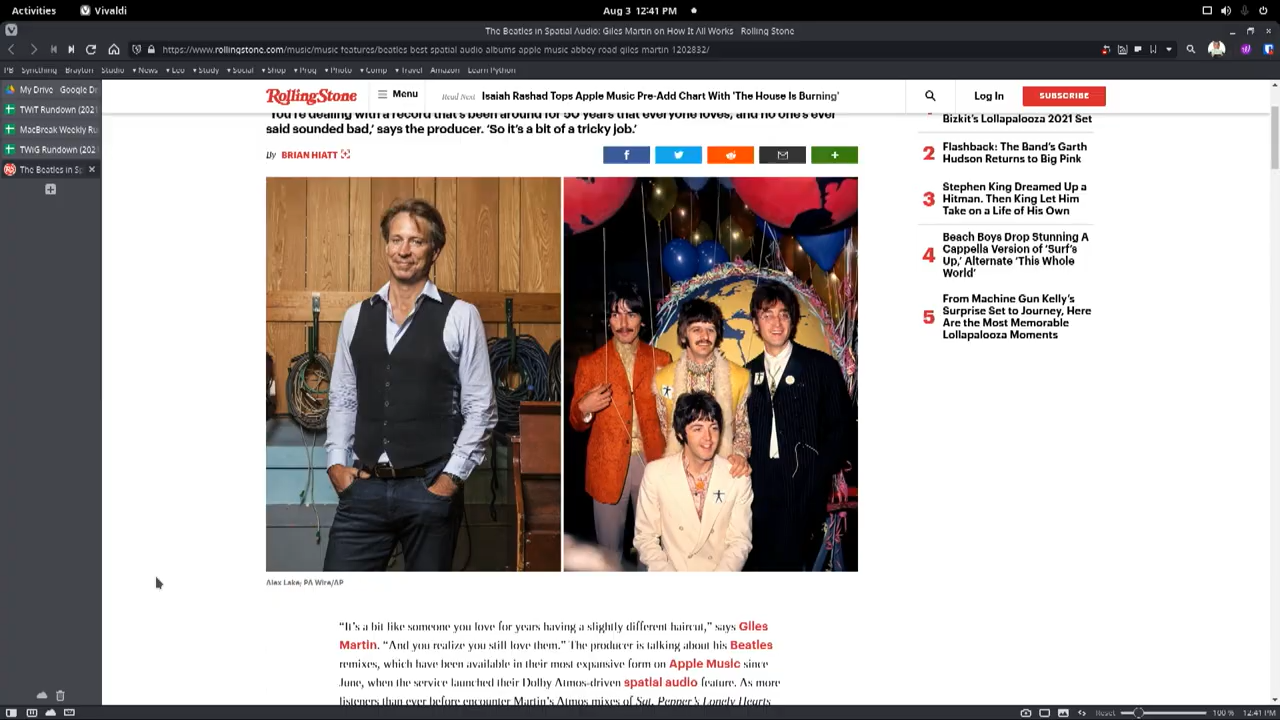 Activities
Vivaldi
Aug 3 12:41 PM
The Beatles in Spatial Audio: Giles Martin on How It All Works - Rolling Stone
https://www.rollingstone.com/music/music-features/beatles-best-spatial-audio-albums-apple-music-abbey-road-giles-martin-1202832/
PB Syncthing Brayton Studio News Leo Study Social Shop Prog Photo Comp Travel Amazon Learn Python
My Drive - Google Dr
TWiT Rundown (2021
MacBreak Weekly Ru
TWiG Rundown (202
The Beatles in Sp
RollingStone
Menu
Read Next Isaiah Rashad Tops Apple Music Pre-Add Chart With 'The House Is Burning'
Log In
SUBSCRIBE
'You're dealing with a record that's been around for 50 years that everyone loves, and no one's ever
said sounded bad,' says the producer. 'So it's a bit of a tricky job.'
By BRIAN HIATT
Alex Lake; PA Wire/AP
"It's a bit like someone you love for years having a slightly different haircut," says Giles
Martin. "And you realize you still love them." The producer is talking about his Beatles
remixes, which have been available in their most expansive form on Apple Music since
June, when the service launched their Dolby Atmos-driven spatial audio feature. As more
listeners than ever before encounter Martin's Atmos mixes of Sgt. Pepper's Lonely Hearts
Bizkit's Lollapalooza 2021 Set
2
Flashback: The Band's Garth
Hudson Returns to Big Pink
3
Stephen King Dreamed Up a
Hitman. Then King Let Him
Take on a Life of His Own
4
Beach Boys Drop Stunning A
Cappella Version of 'Surf's
Up,' Alternate 'This Whole
World'
5
From Machine Gun Kelly's
Surprise Set to Journey, Here
Are the Most Memorable
Lollapalooza Moments
Reset
100 %
12:41 PM